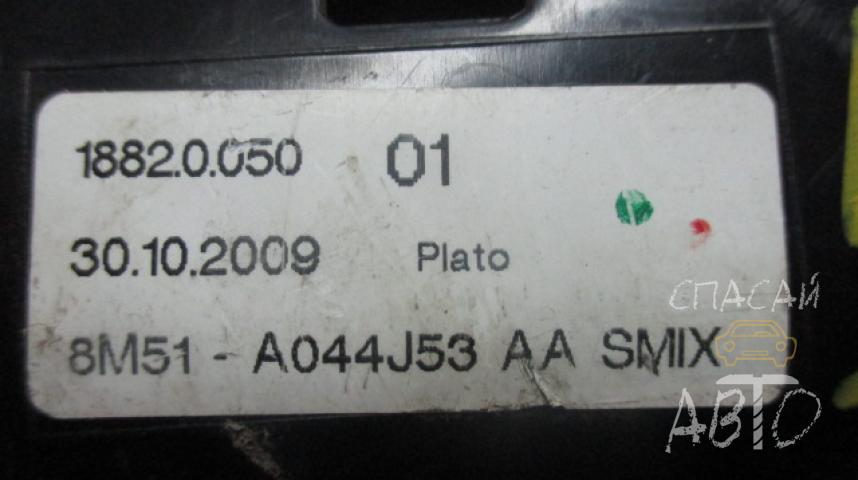 1882.0.050 01
30.10.2009 Plato
8M51 - A044J53 AA SMIX
СПАСАЙ
АВТО